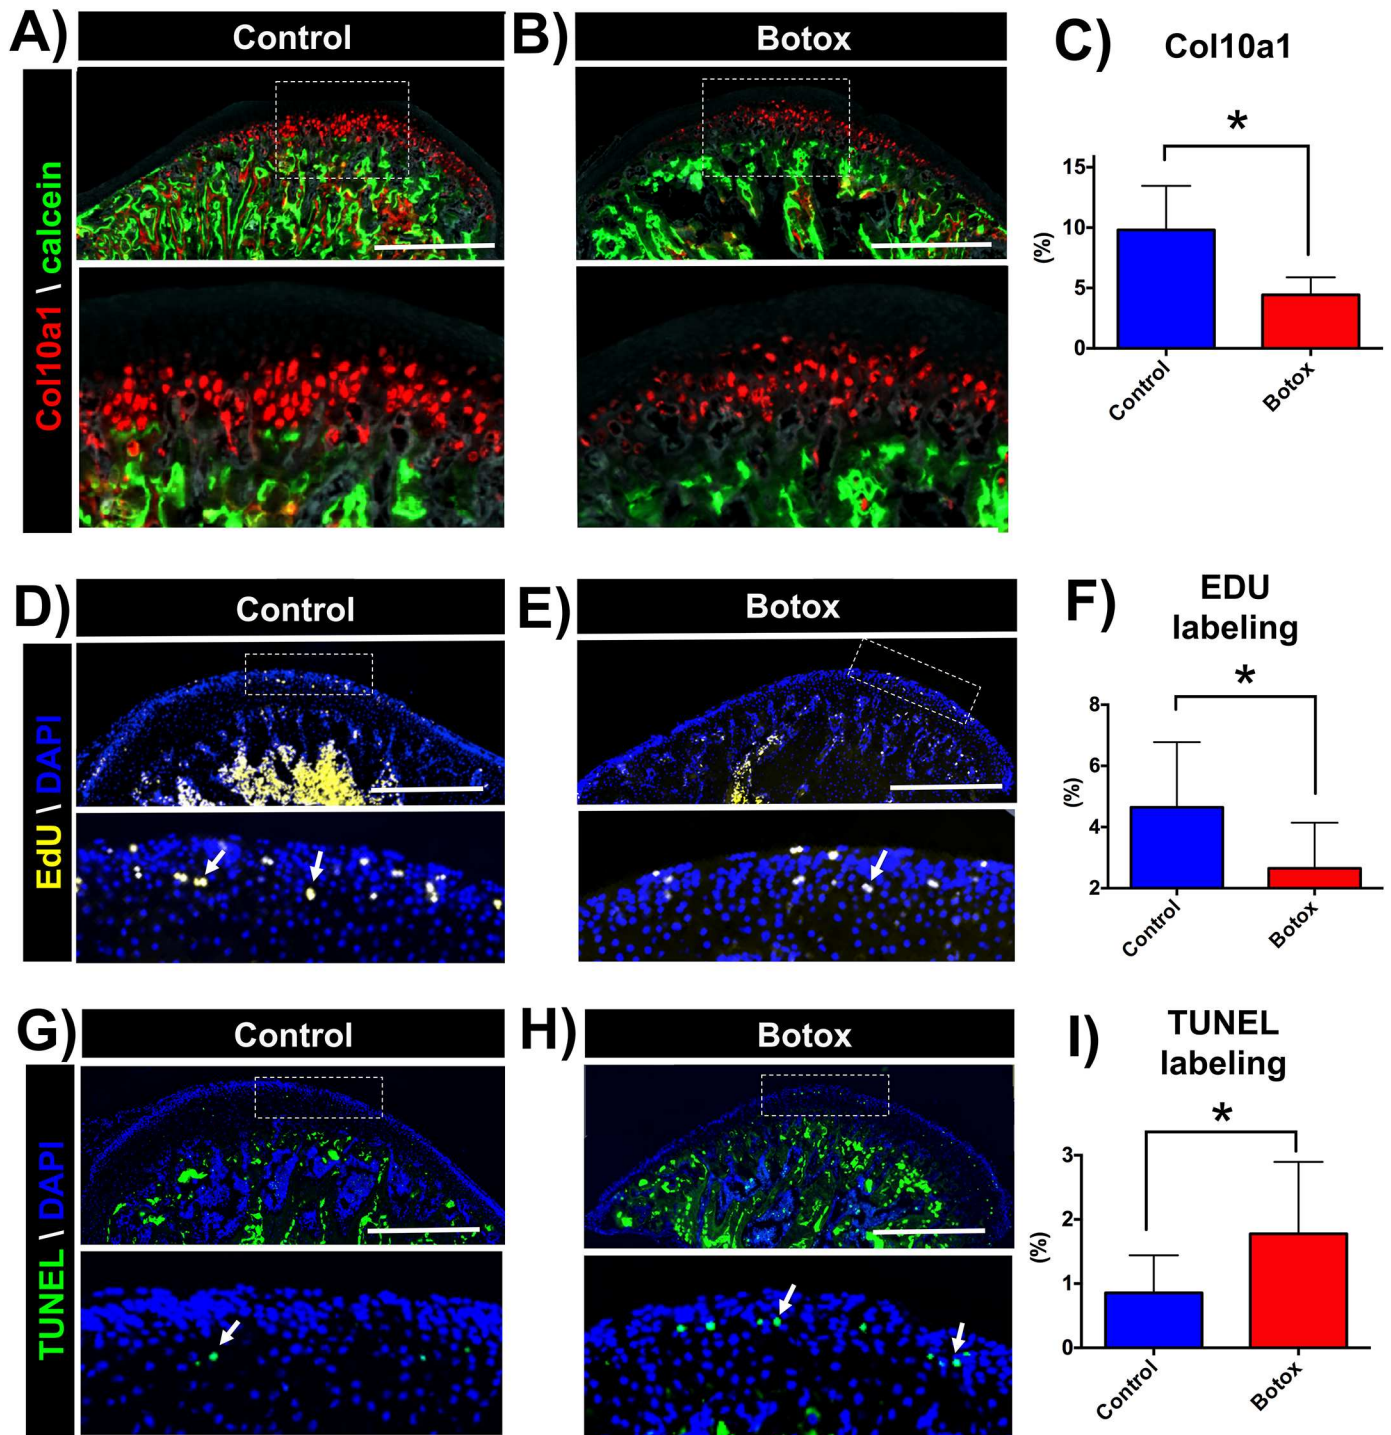 A) Control
B) Botox
C) Col10a1
Col10a1 \ calcein
*
15
10
5
0
(%)
Control
Botox
D) Control
E) Botox
F) EDU
labeling
EdU \ DAPI
*
8
6
4
2
(%)
Control
Botox
G) Control
H) Botox
I) TUNEL
labeling
TUNEL \ DAPI
*
3
2
1
0
(%)
Control
Botox